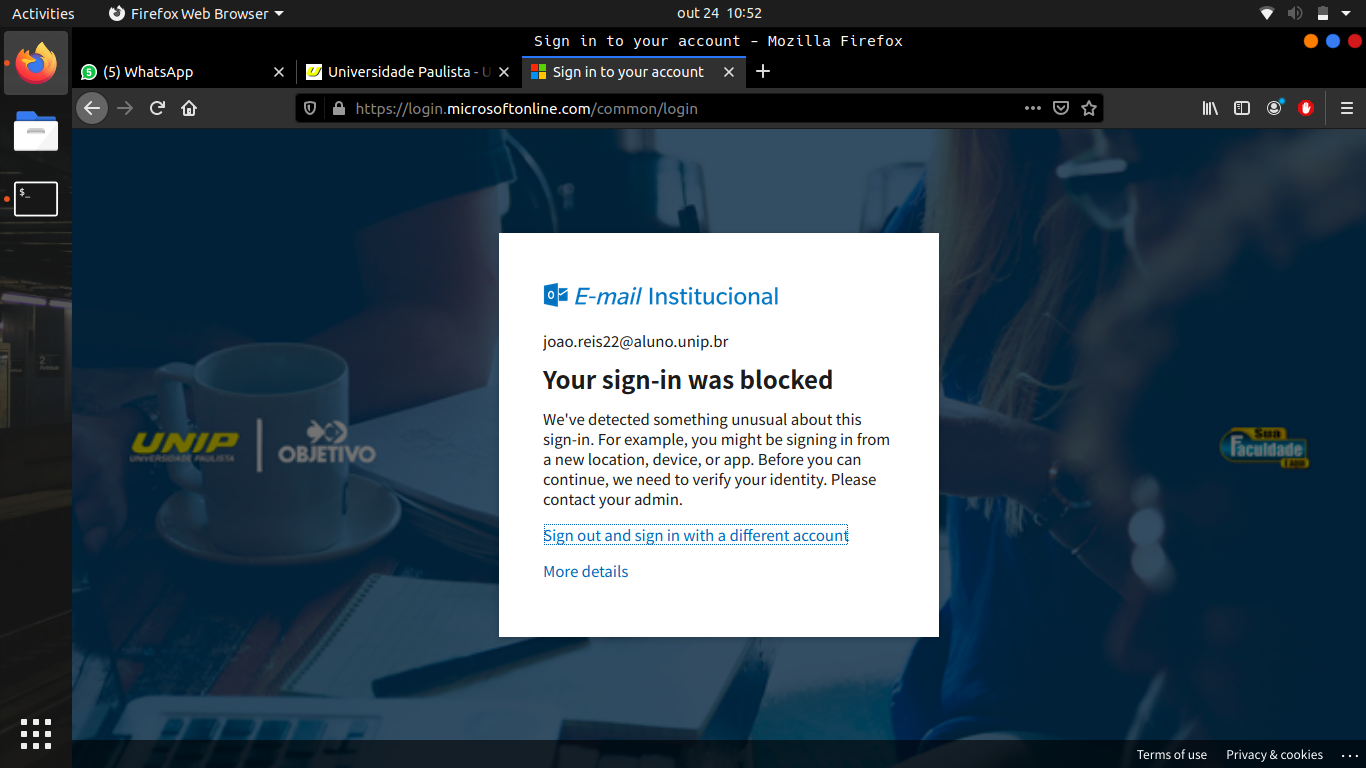 Activities
Firefox Web Browser
out 24 10:52
Sign in to your account - Mozilla Firefox
(5) WhatsApp
Universidade Paulista - U
Sign in to your account
https://login.microsoftonline.com/common/login
$_
E-mail Institucional
joao.reis22@aluno.unip.br
Your sign-in was blocked
We've detected something unusual about this
sign-in. For example, you might be signing in from
a new location, device, or app. Before you can
continue, we need to verify your identity. Please
contact your admin.
Sign out and sign in with a different account
More details
UNIP
UNIVERSIDADE PAULISTA
OBJETIVO
Sua
Faculdade
Terms of use
Privacy & cookies